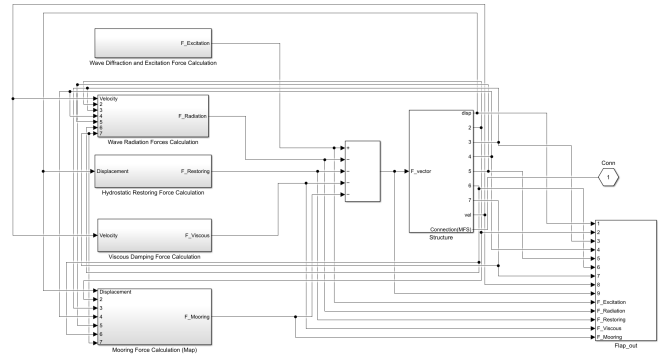 F_Excitation
Wave Diffraction and Excitation Force Calculation
Velocity
2
3
4
5
6
7
F_Radiation
Wave Radiation Forces Calculation
Displacement
F_Restoring
Hydrostatic Restoring Force Calculation
Velocity
F_Viscous
Viscous Damping Force Calculation
Displacement
2
3
4
5
6
7
F_Mooring
Mooring Force Calculation (Map)
+
−
−
−
−
F_vector
disp
2
3
4
5
6
7
vel
Connection(MFS)
Structure
Conn
1
1
2
3
4
5
6
7
8
9
F_Excitation
F_Radiation
F_Restoring
F_Viscous
F_Mooring
Flap_out